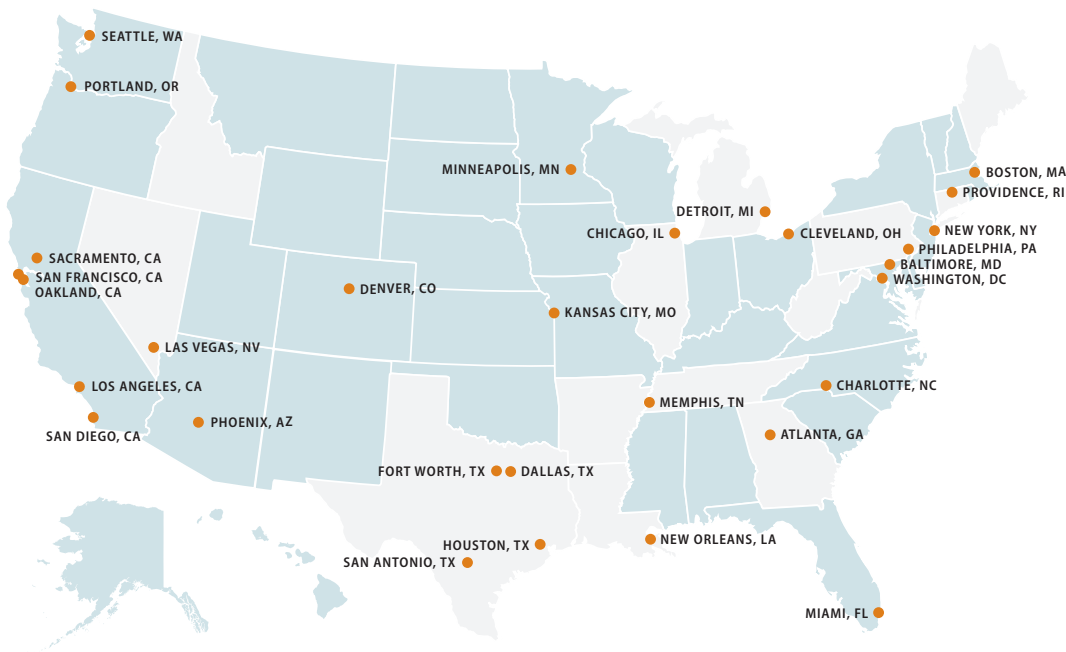 SEATTLE, WA
PORTLAND, OR
MINNEAPOLIS, MN
BOSTON, MA
PROVIDENCE, RI
DETROIT, MI
CHICAGO, IL
CLEVELAND, OH
NEW YORK, NY
PHILADELPHIA, PA
BALTIMORE, MD
WASHINGTON, DC
SACRAMENTO, CA
SAN FRANCISCO, CA
OAKLAND, CA
DENVER, CO
KANSAS CITY, MO
LAS VEGAS, NV
LOS ANGELES, CA
SAN DIEGO, CA
PHOENIX, AZ
CHARLOTTE, NC
MEMPHIS, TN
ATLANTA, GA
FORT WORTH, TX
DALLAS, TX
HOUSTON, TX
SAN ANTONIO, TX
NEW ORLEANS, LA
MIAMI, FL